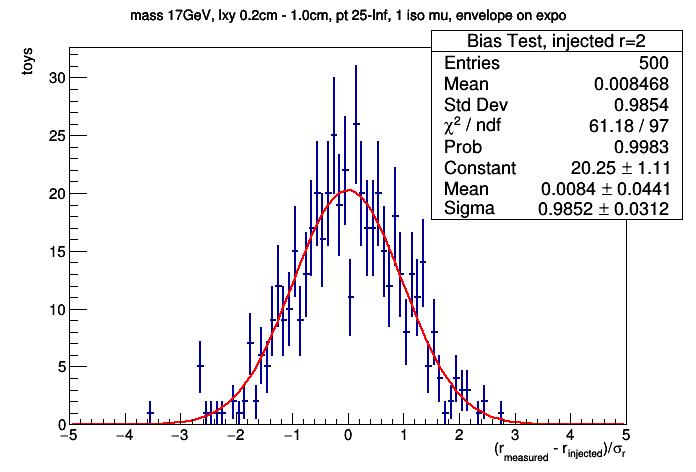 mass 17GeV, lxy 0.2cm - 1.0cm, pt 25-Inf, 1 iso mu, envelope on expo
Bias Test, injected r=2
Entries 500
Mean 0.008468
Std Dev 0.9854
χ² / ndf 61.18 / 97
Prob 0.9983
Constant 20.25 ± 1.11
Mean 0.0084 ± 0.0441
Sigma 0.9852 ± 0.0312
toys
30
25
20
15
10
5
0
−5 −4 −3 −2 −1 0 1 2 3 4 5
(r_measured - r_injected)/σ_r